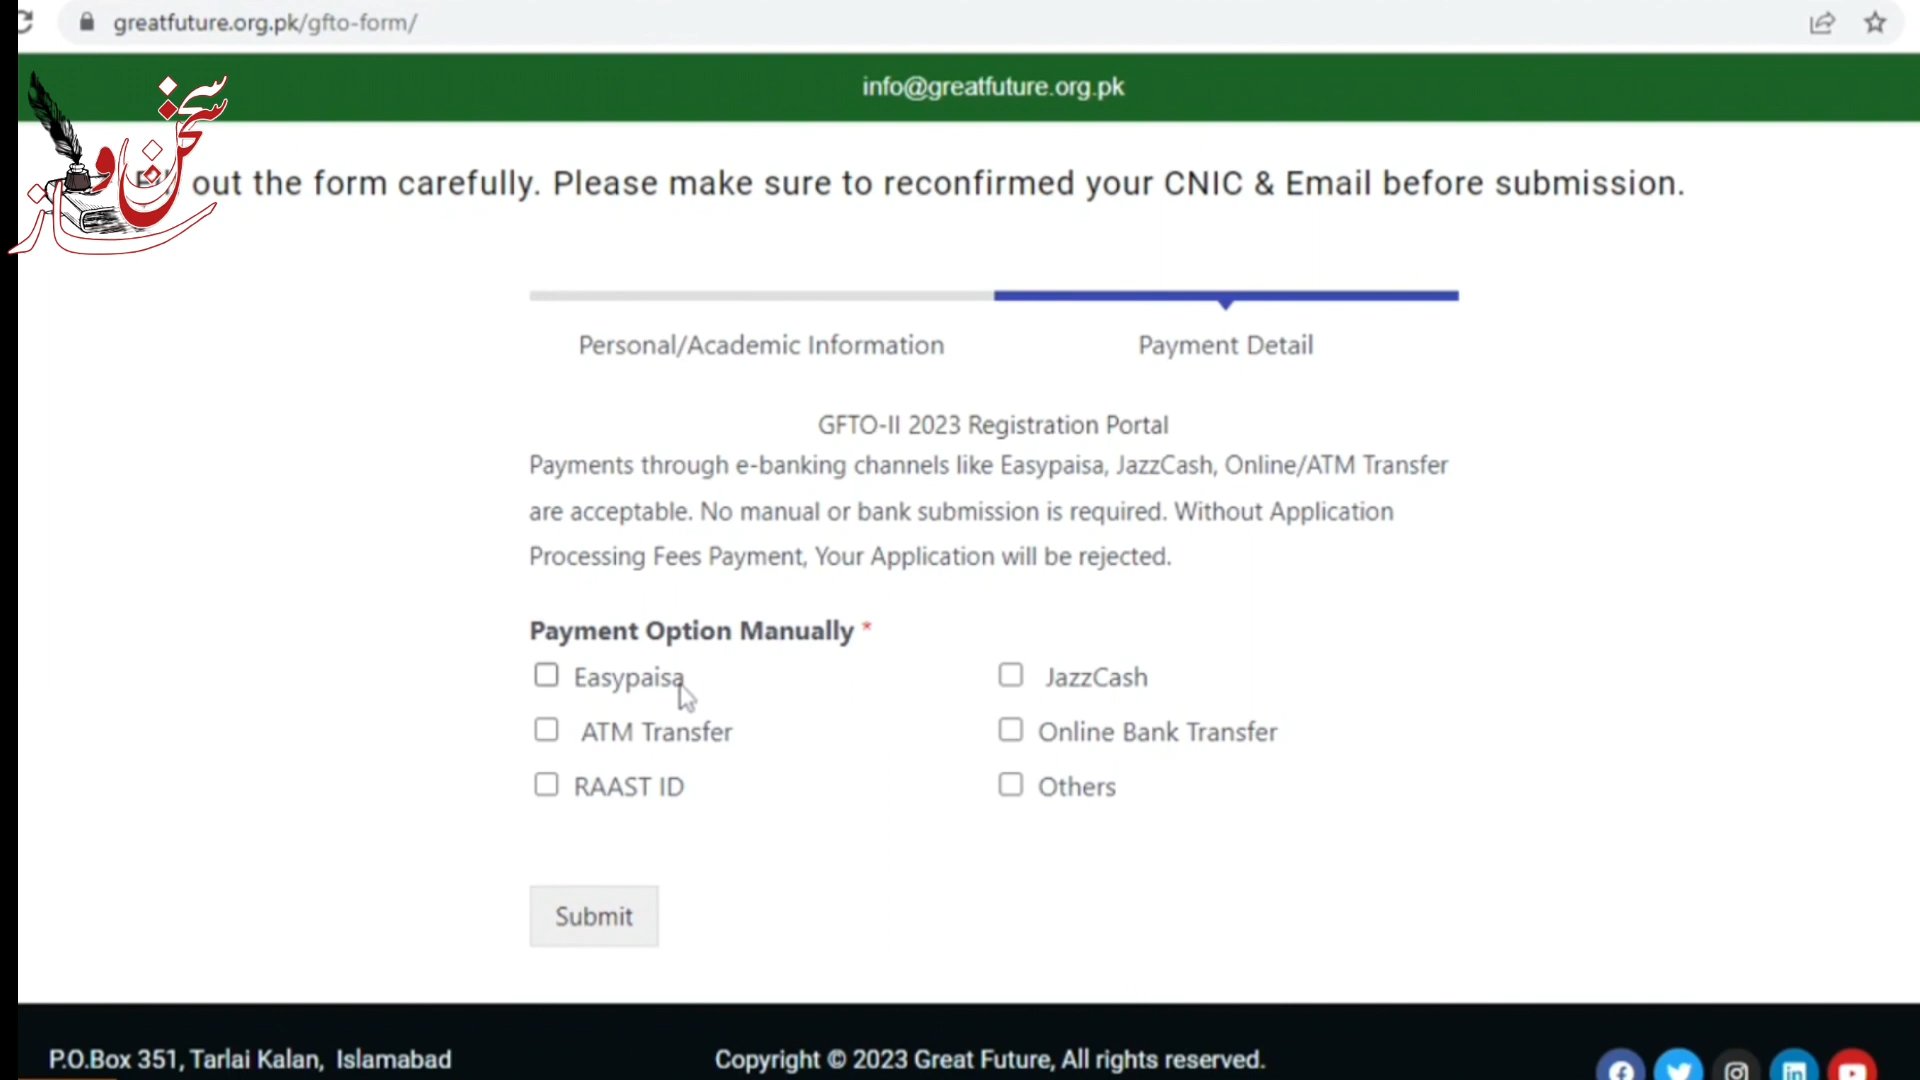 greatfuture.org.pk/gfto-form/
info@greatfuture.org.pk
سخن و ساز
out the form carefully. Please make sure to reconfirmed your CNIC & Email before submission.
Personal/Academic Information
Payment Detail
GFTO-II 2023 Registration Portal
Payments through e-banking channels like Easypaisa, JazzCash, Online/ATM Transfer
are acceptable. No manual or bank submission is required. Without Application
Processing Fees Payment, Your Application will be rejected.
Payment Option Manually *
Easypaisa
JazzCash
ATM Transfer
Online Bank Transfer
RAAST ID
Others
Submit
P.O.Box 351, Tarlai Kalan, Islamabad
Copyright © 2023 Great Future, All rights reserved.